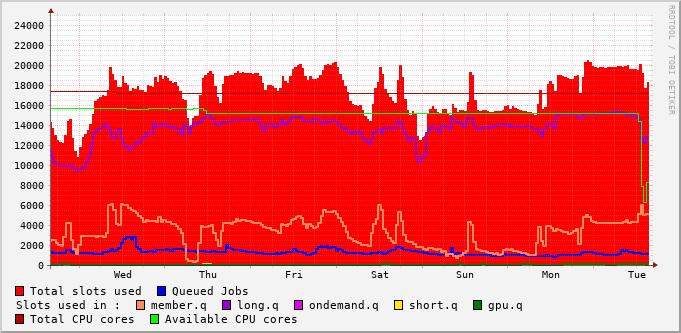 RRDTOOL / TOBI OETIKER
24000
22000
20000
18000
16000
14000
12000
10000
8000
6000
4000
2000
0
Wed Thu Fri Sat Sun Mon Tue
Total slots used Queued Jobs
Slots used in : member.q long.q ondemand.q short.q gpu.q
Total CPU cores Available CPU cores